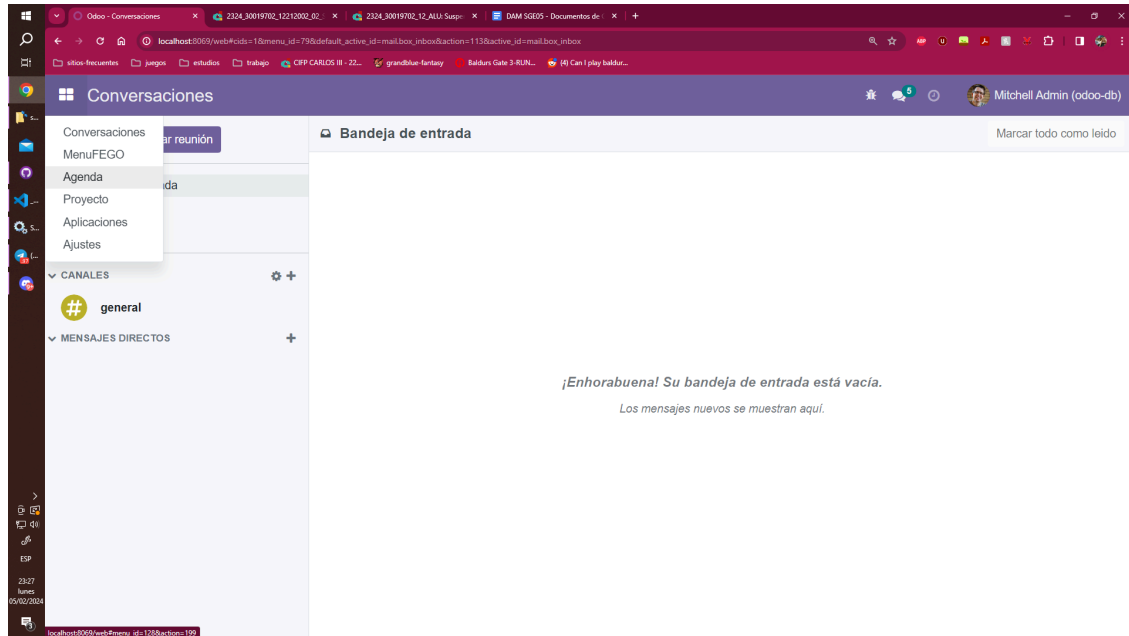 Odoo - Conversaciones
2324_30019702_12212002_02_
2324_30019702_12_ALU: Suspe
DAM SGE05 - Documentos de
localhost:8069/web#cids=1&menu_id=79&default_active_id=mail.box_inbox&action=113&active_id=mail.box_inbox
sitios-frecuentes
juegos
estudios
trabajo
CIFP CARLOS III - 22...
grandblue-fantasy
Baldurs Gate 3-RUN...
(4) Can I play baldur...
Conversaciones
5
Mitchell Admin (odoo-db)
Conversaciones
MenuFEGO
Agenda
Proyecto
Aplicaciones
Ajustes
ar reunión
da
Bandeja de entrada
Marcar todo como leido
CANALES
general
MENSAJES DIRECTOS
¡Enhorabuena! Su bandeja de entrada está vacía.
Los mensajes nuevos se muestran aquí.
ESP
23:27
lunes
05/02/2024
localhost:8069/web#menu_id=128&action=199